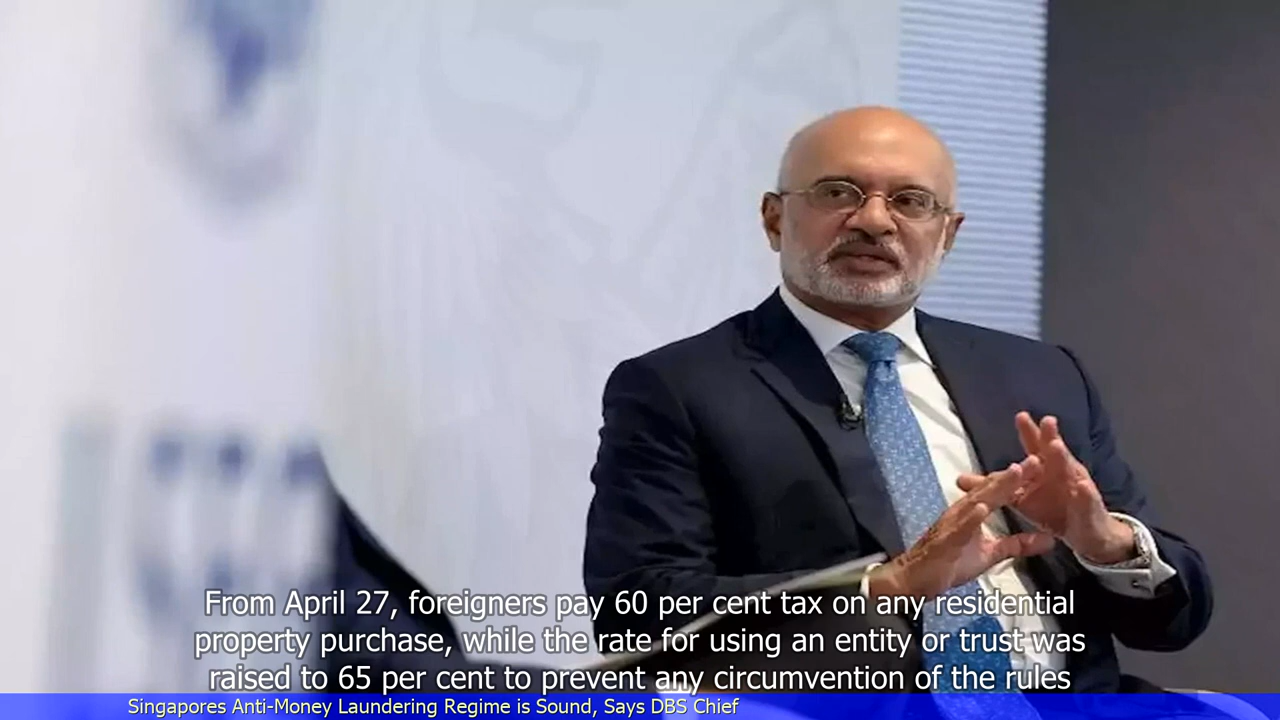 From April 27, foreigners pay 60 per cent tax on any residential
property purchase, while the rate for using an entity or trust was
raised to 65 per cent to prevent any circumvention of the rules
Singapores Anti-Money Laundering Regime is Sound, Says DBS Chief